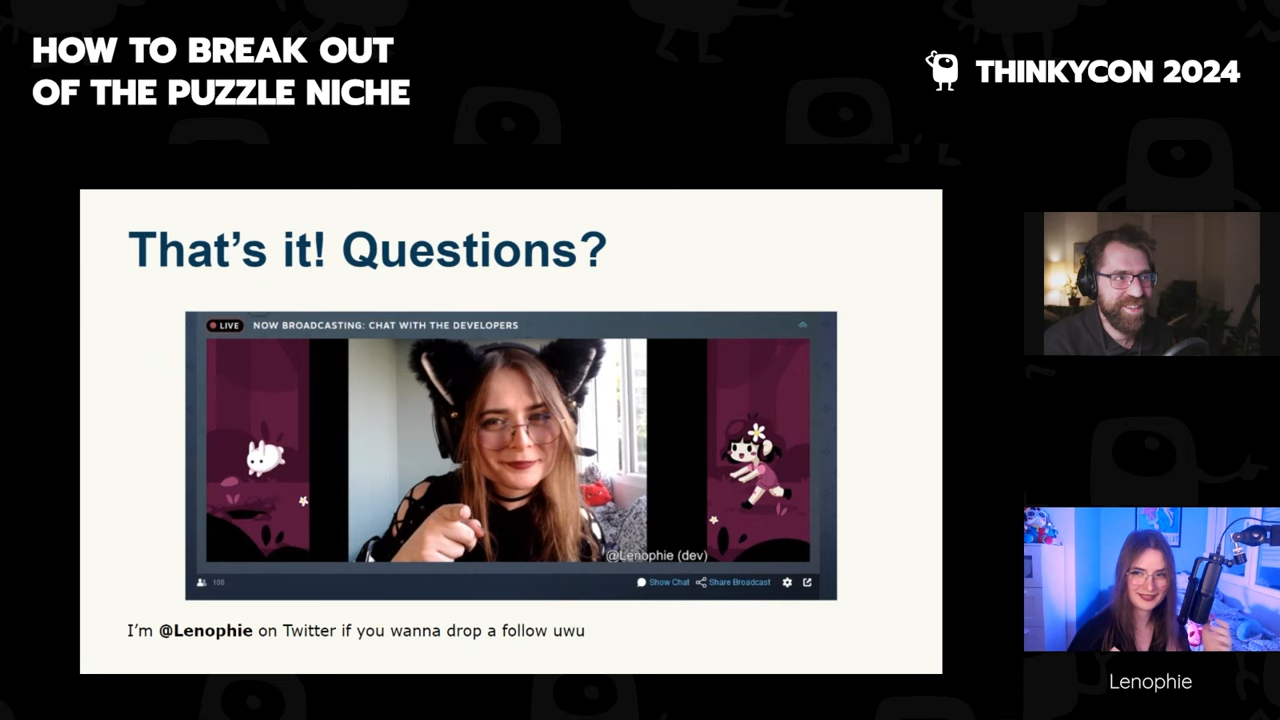 HOW TO BREAK OUT
OF THE PUZZLE NICHE
THINKYCON 2024
That's it! Questions?
LIVE NOW BROADCASTING: CHAT WITH THE DEVELOPERS
@Lenophie (dev)
108 Show Chat Share Broadcast
I'm @Lenophie on Twitter if you wanna drop a follow uwu
Lenophie